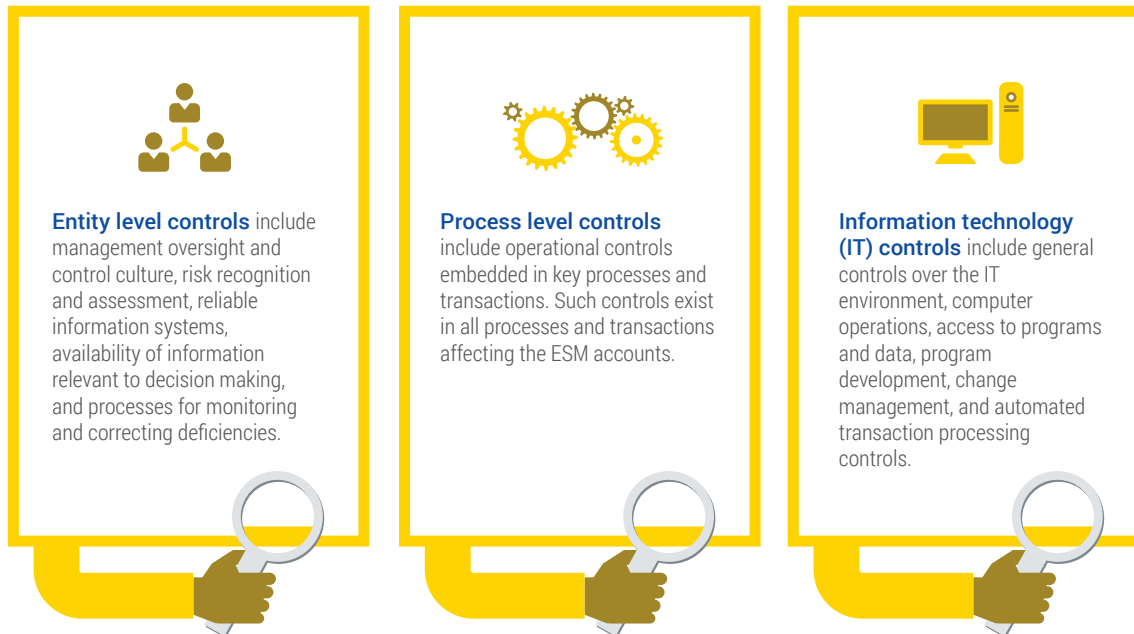 Entity level controls include
management oversight and
control culture, risk recognition
and assessment, reliable
information systems,
availability of information
relevant to decision making,
and processes for monitoring
and correcting deficiencies.
Process level controls
include operational controls
embedded in key processes and
transactions. Such controls exist
in all processes and transactions
affecting the ESM accounts.
Information technology
(IT) controls include general
controls over the IT
environment, computer
operations, access to programs
and data, program
development, change
management, and automated
transaction processing
controls.